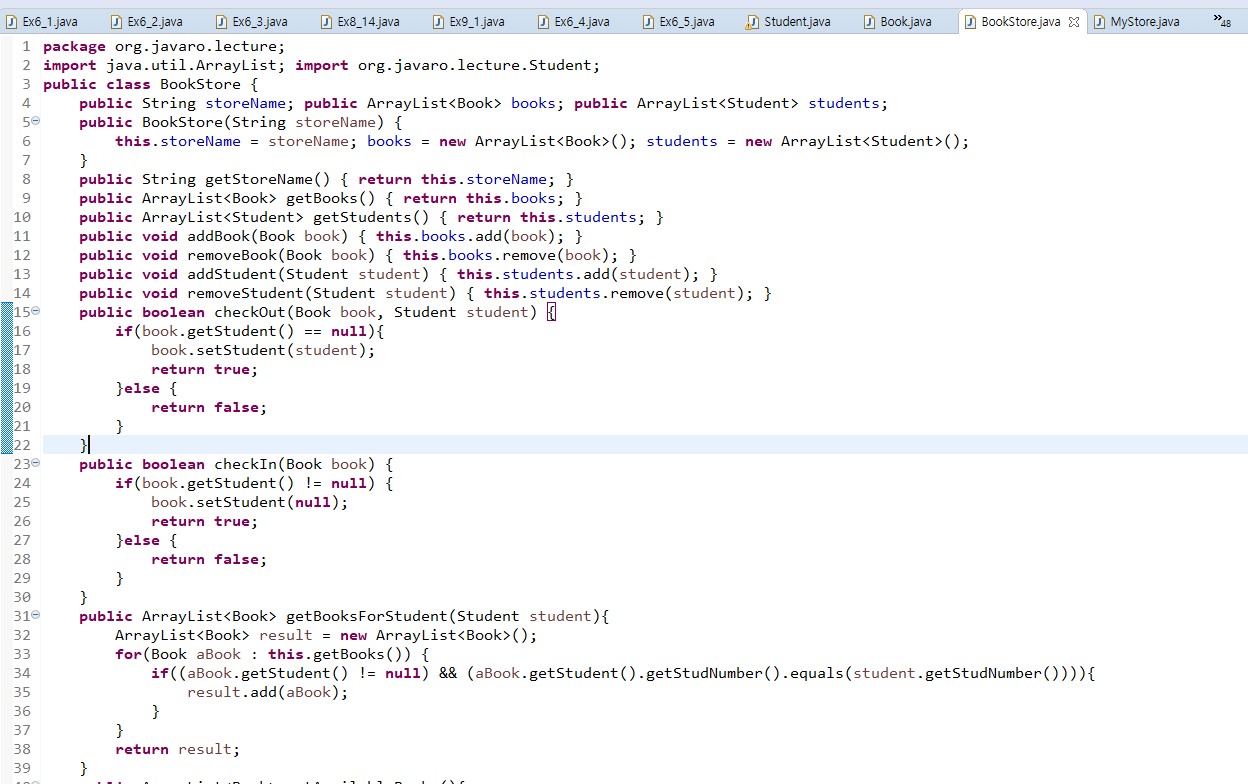 Ex6_1.java Ex6_2.java Ex6_3.java Ex8_14.java Ex9_1.java Ex6_4.java Ex6_5.java Student.java Book.java BookStore.java MyStore.java »48
1 package org.javaro.lecture;
2 import java.util.ArrayList; import org.javaro.lecture.Student;
3 public class BookStore {
4 public String storeName; public ArrayList<Book> books; public ArrayList<Student> students;
5 public BookStore(String storeName) {
6 this.storeName = storeName; books = new ArrayList<Book>(); students = new ArrayList<Student>();
7 }
8 public String getStoreName() { return this.storeName; }
9 public ArrayList<Book> getBooks() { return this.books; }
10 public ArrayList<Student> getStudents() { return this.students; }
11 public void addBook(Book book) { this.books.add(book); }
12 public void removeBook(Book book) { this.books.remove(book); }
13 public void addStudent(Student student) { this.students.add(student); }
14 public void removeStudent(Student student) { this.students.remove(student); }
15 public boolean checkOut(Book book, Student student) {
16 if(book.getStudent() == null){
17 book.setStudent(student);
18 return true;
19 }else {
20 return false;
21 }
22 }
23 public boolean checkIn(Book book) {
24 if(book.getStudent() != null) {
25 book.setStudent(null);
26 return true;
27 }else {
28 return false;
29 }
30 }
31 public ArrayList<Book> getBooksForStudent(Student student){
32 ArrayList<Book> result = new ArrayList<Book>();
33 for(Book aBook : this.getBooks()) {
34 if((aBook.getStudent() != null) && (aBook.getStudent().getStudNumber().equals(student.getStudNumber()))){
35 result.add(aBook);
36 }
37 }
38 return result;
39 }